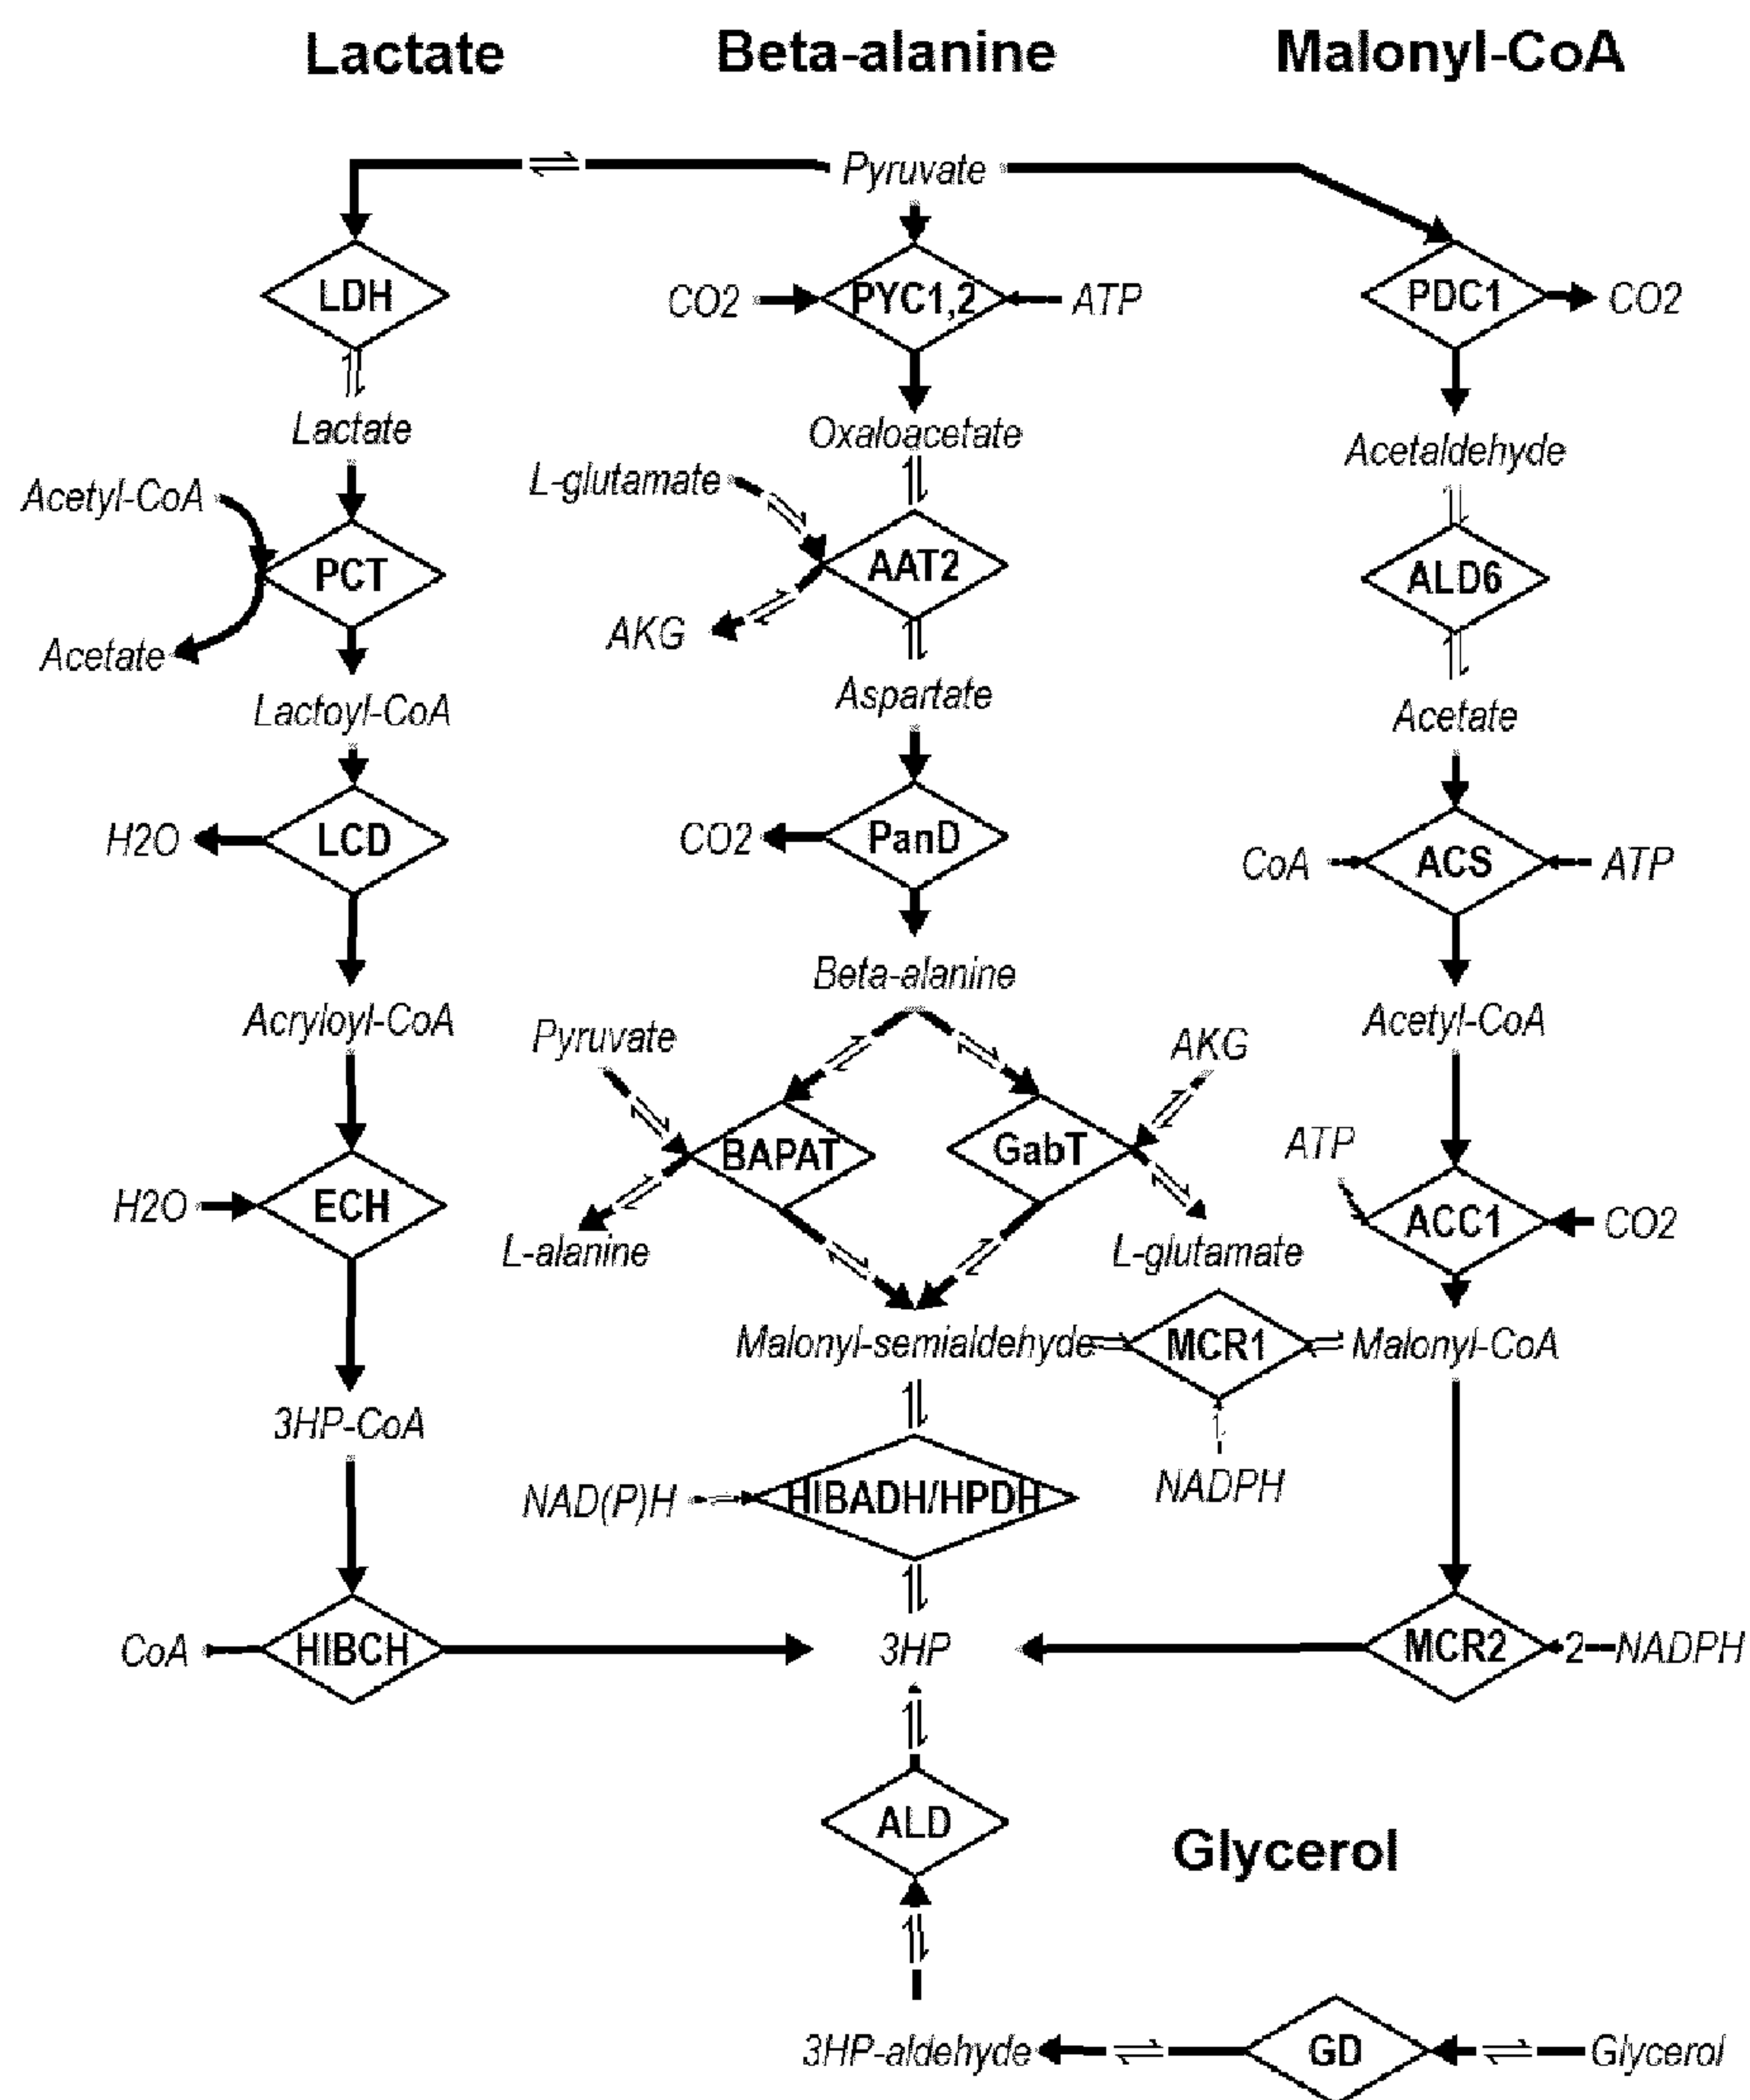 Lactate Beta-alanine Malonyl-CoA
Pyruvate
LDH CO2 PYC1,2 ATP PDC1 CO2
Lactate Oxaloacetate Acetaldehyde
Acetyl-CoA L-glutamate
PCT AAT2 ALD6
Acetate AKG
Lactoyl-CoA Aspartate Acetate
H2O LCD CO2 PanD CoA ACS ATP
Beta-alanine
Acryloyl-CoA Pyruvate AKG Acetyl-CoA
BAPAT GabT ATP
H2O ECH ACC1 CO2
L-alanine L-glutamate
Malonyl-semialdehyde MCR1 Malonyl-CoA
3HP-CoA
NAD(P)H HIBADH/HPDH NADPH
CoA HIBCH 3HP MCR2 2 NADPH
ALD
Glycerol
3HP-aldehyde GD Glycerol